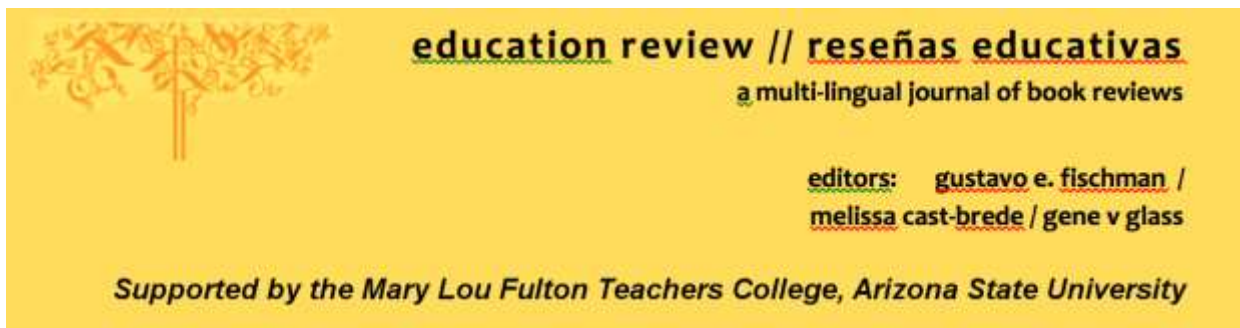 education review // reseñas educativas
a multi-lingual journal of book reviews
editors: gustavo e. fischman /
melissa cast-brede / gene v glass
Supported by the Mary Lou Fulton Teachers College, Arizona State University